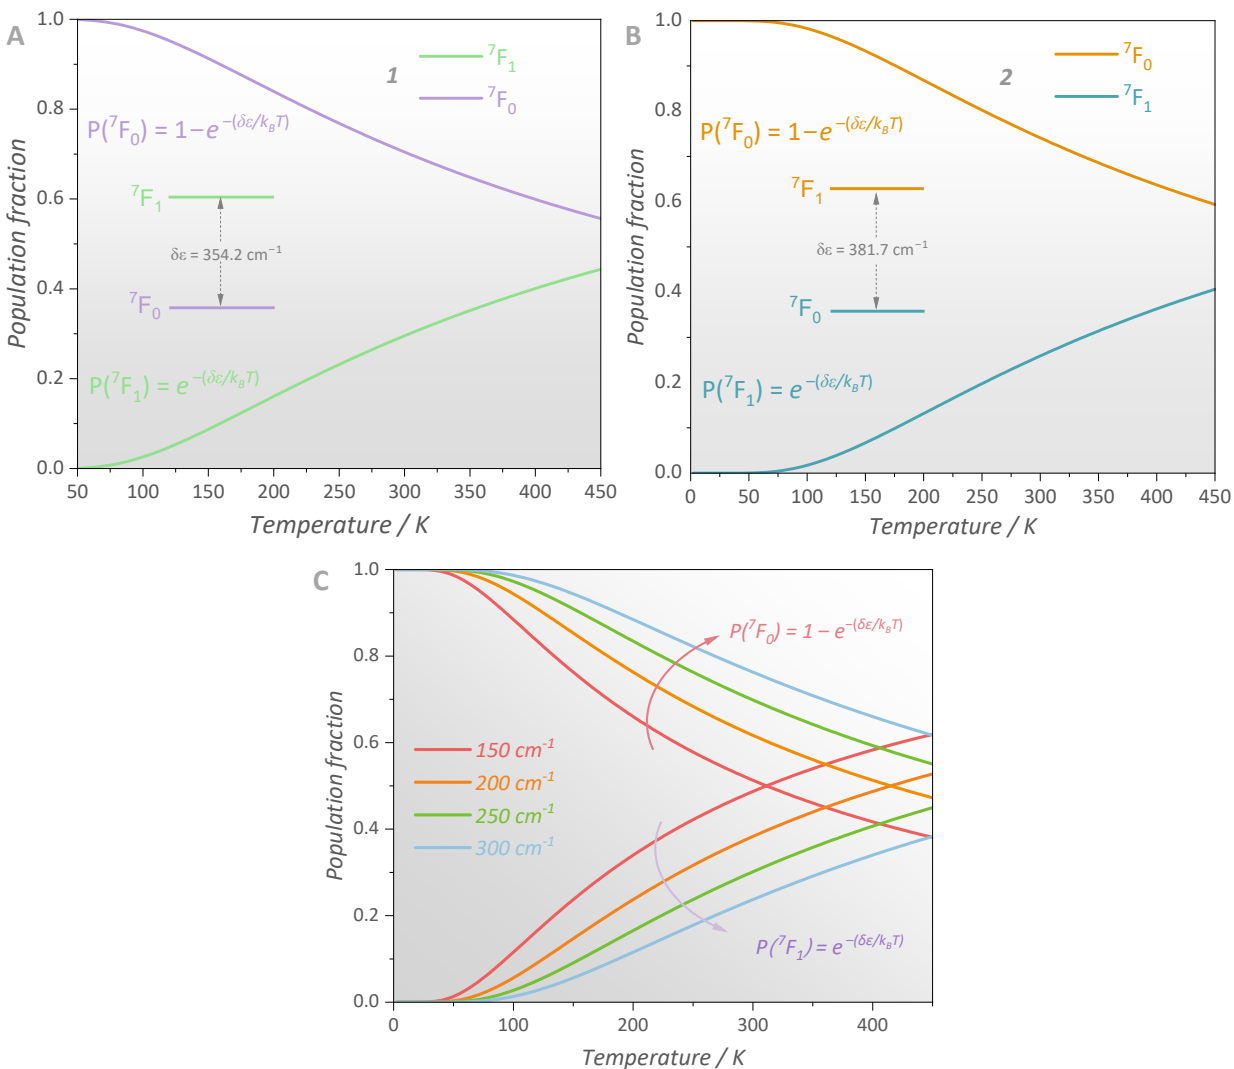 A
1
⁷F₁
⁷F₀
P(⁷F₀) = 1−e^−(δε/k_BT)
⁷F₁
δε = 354.2 cm⁻¹
⁷F₀
P(⁷F₁) = e^−(δε/k_BT)
1.0
0.8
0.6
0.4
0.2
0.0
50 100 150 200 250 300 350 400 450
Population fraction
Temperature / K
B
2
⁷F₀
⁷F₁
P(⁷F₀) = 1−e^−(δε/k_BT)
⁷F₁
δε = 381.7 cm⁻¹
⁷F₀
P(⁷F₁) = e^−(δε/k_BT)
1.0
0.8
0.6
0.4
0.2
0.0
0 50 100 150 200 250 300 350 400 450
Population fraction
Temperature / K
C
P(⁷F₀) = 1 − e^−(δε/k_BT)
150 cm⁻¹
200 cm⁻¹
250 cm⁻¹
300 cm⁻¹
P(⁷F₁) = e^−(δε/k_BT)
1.0
0.8
0.6
0.4
0.2
0.0
0 100 200 300 400
Population fraction
Temperature / K